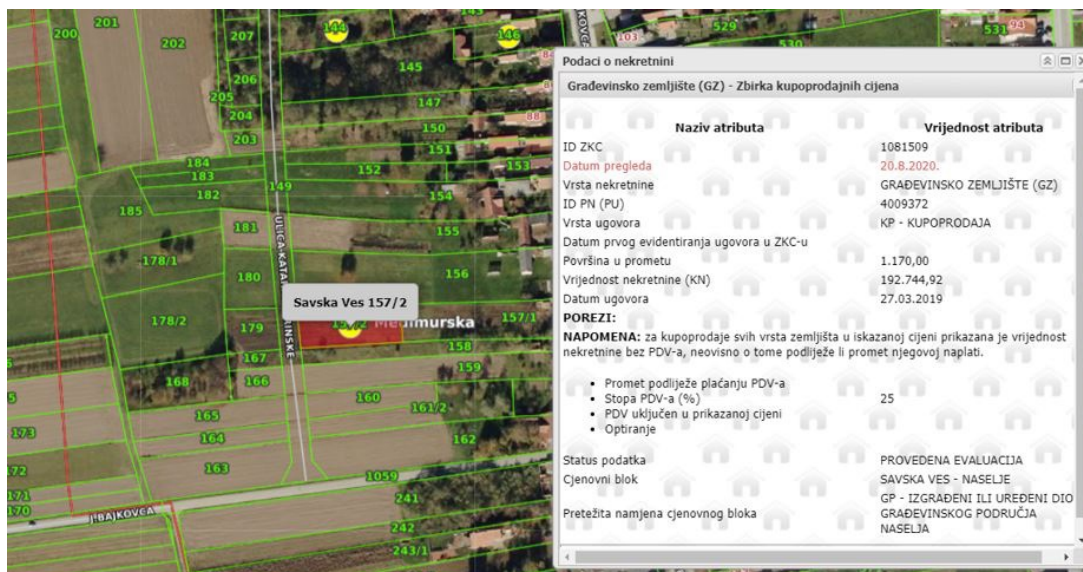 200
201
202
207
206
205
204
203
144
143
146
145
147
150
151
152
153
154
155
156
157/1
184
183
182
149
185
181
178/1
180
178/2
179
167
168
166
165
164
163
173
172
171
170
158
159
160
161/2
162
1059
241
242
243/1
103
88
529
530
531
94
J.BAJKOVCA
Savska Ves 157/2
Međimurska
Podaci o nekretnini
Građevinsko zemljište (GZ) - Zbirka kupoprodajnih cijena
Naziv atributa Vrijednost atributa
ID ZKC 1081509
Datum pregleda 20.8.2020.
Vrsta nekretnine GRAĐEVINSKO ZEMLJIŠTE (GZ)
ID PN (PU) 4009372
Vrsta ugovora KP - KUPOPRODAJA
Datum prvog evidentiranja ugovora u ZKC-u
Površina u prometu 1.170,00
Vrijednost nekretnine (KN) 192.744,92
Datum ugovora 27.03.2019
POREZI:
NAPOMENA: za kupoprodaje svih vrsta zemljišta u iskazanoj cijeni prikazana je vrijednost
nekretnine bez PDV-a, neovisno o tome podliježe li promet njegovoj naplati.
• Promet podliježe plaćanju PDV-a
• Stopa PDV-a (%) 25
• PDV uključen u prikazanoj cijeni
• Optiranje
Status podatka PROVEDENA EVALUACIJA
Cjenovni blok SAVSKA VES - NASELJE
Pretežita namjena cjenovnog bloka GP - IZGRAĐENI ILI UREĐENI DIO
GRAĐEVINSKOG PODRUČJA
NASELJA